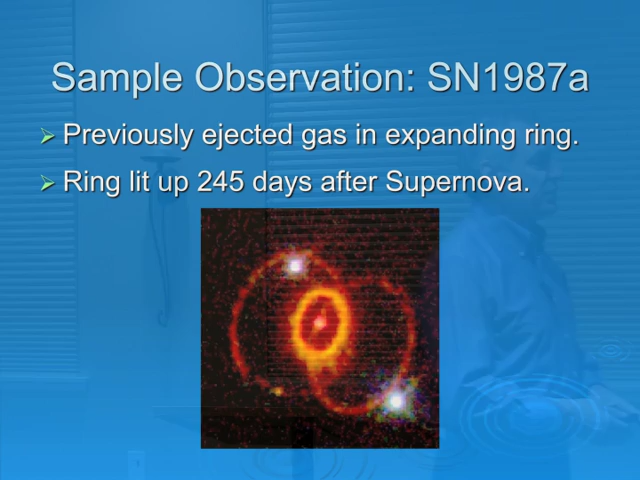 Sample Observation: SN1987a
Previously ejected gas in expanding ring.
Ring lit up 245 days after Supernova.